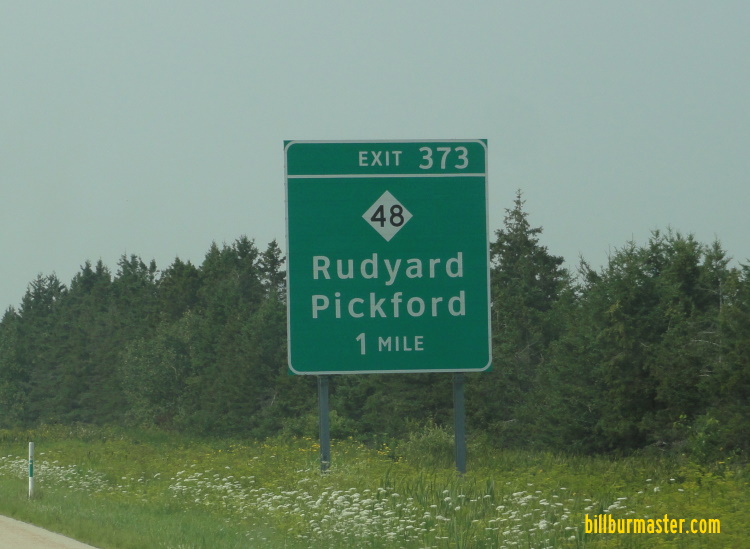 EXIT 373
48
Rudyard
Pickford
1 MILE
billburmaster.com